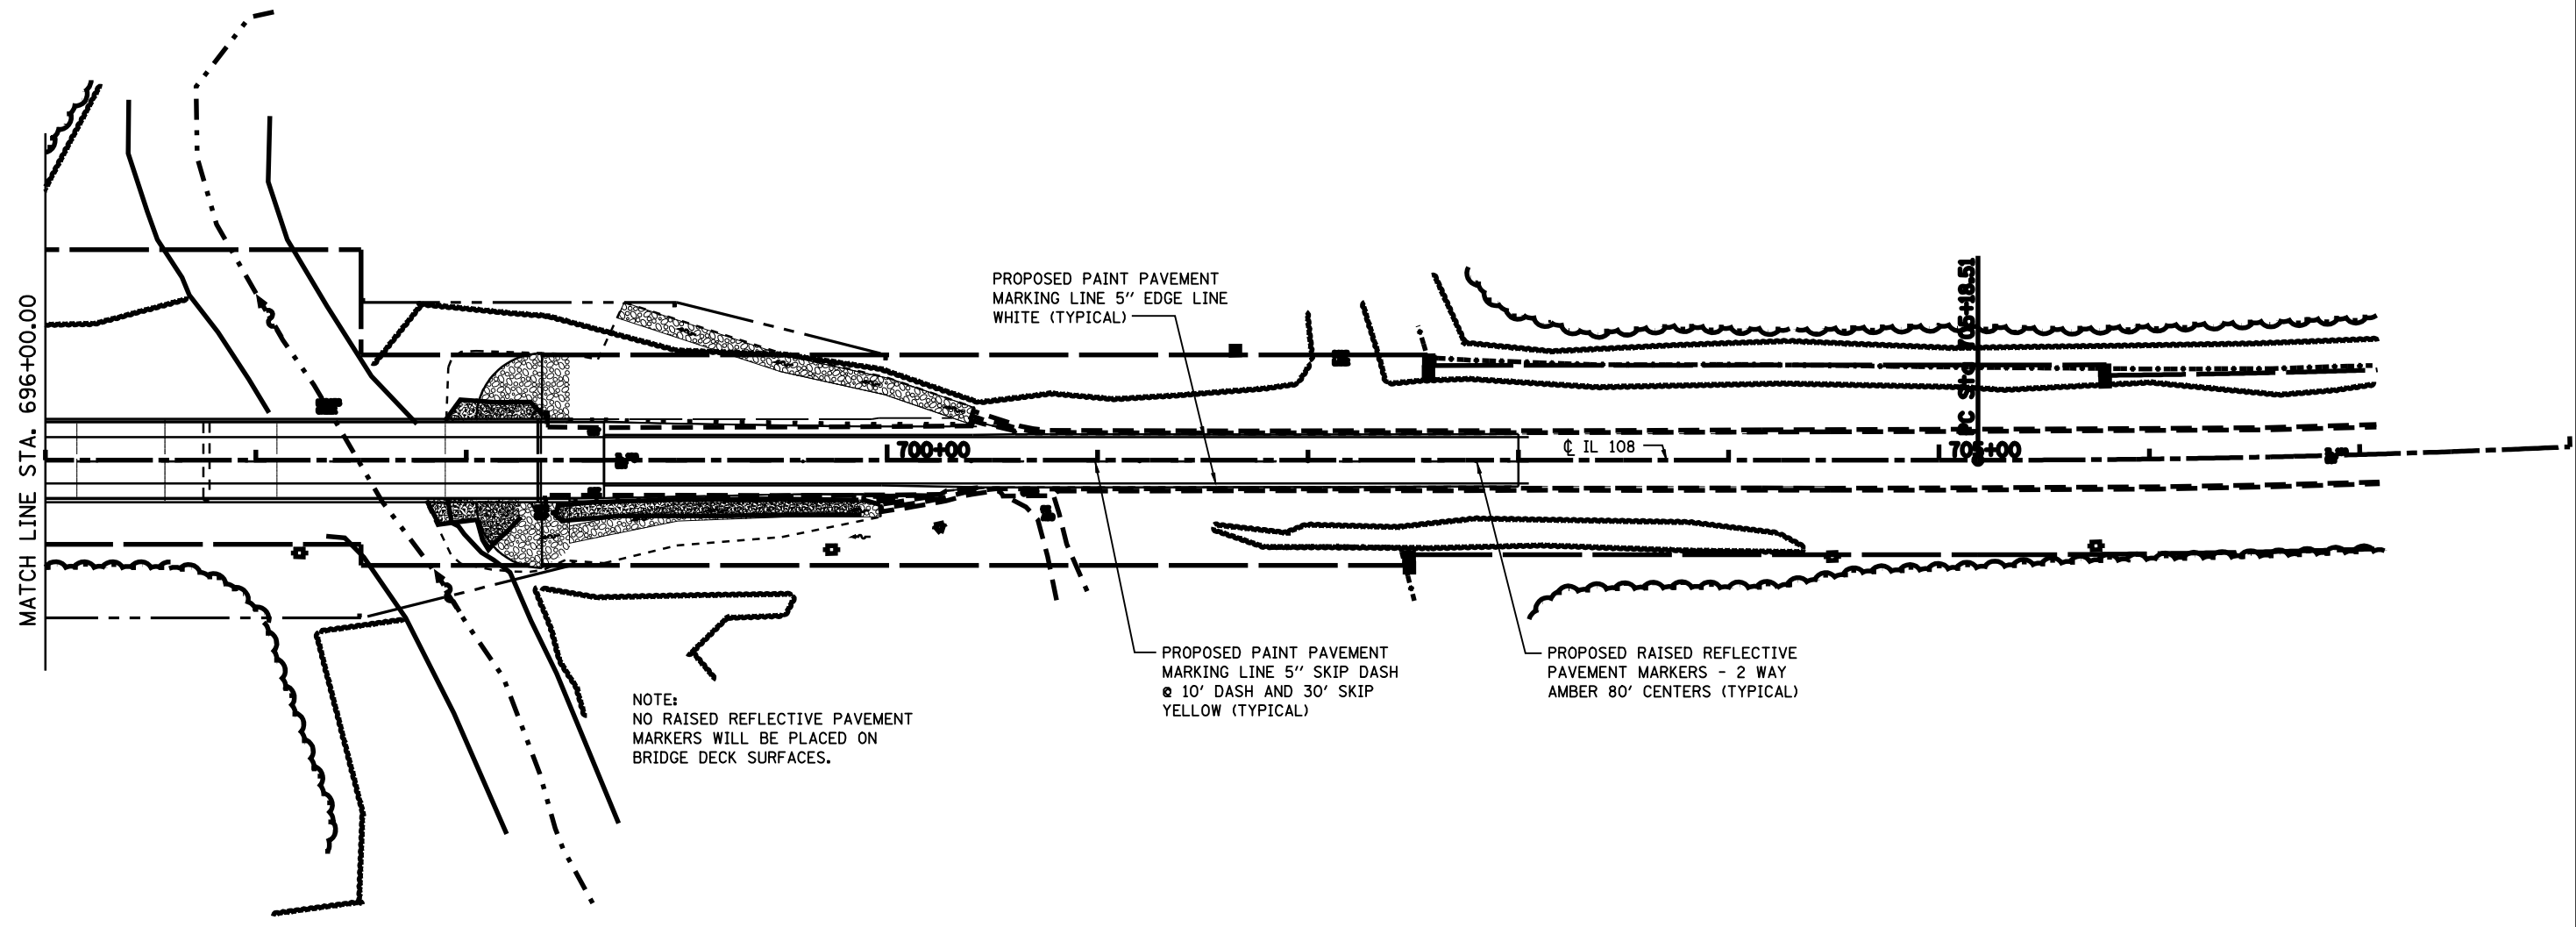 MATCH LINE STA. 696+00.00
PROPOSED PAINT PAVEMENT
MARKING LINE 5'' EDGE LINE
WHITE (TYPICAL)
PC Sta 705+18.51
700+00
℄ IL 108
705+00
PROPOSED PAINT PAVEMENT
MARKING LINE 5'' SKIP DASH
@ 10' DASH AND 30' SKIP
YELLOW (TYPICAL)
PROPOSED RAISED REFLECTIVE
PAVEMENT MARKERS - 2 WAY
AMBER 80' CENTERS (TYPICAL)
NOTE:
NO RAISED REFLECTIVE PAVEMENT
MARKERS WILL BE PLACED ON
BRIDGE DECK SURFACES.